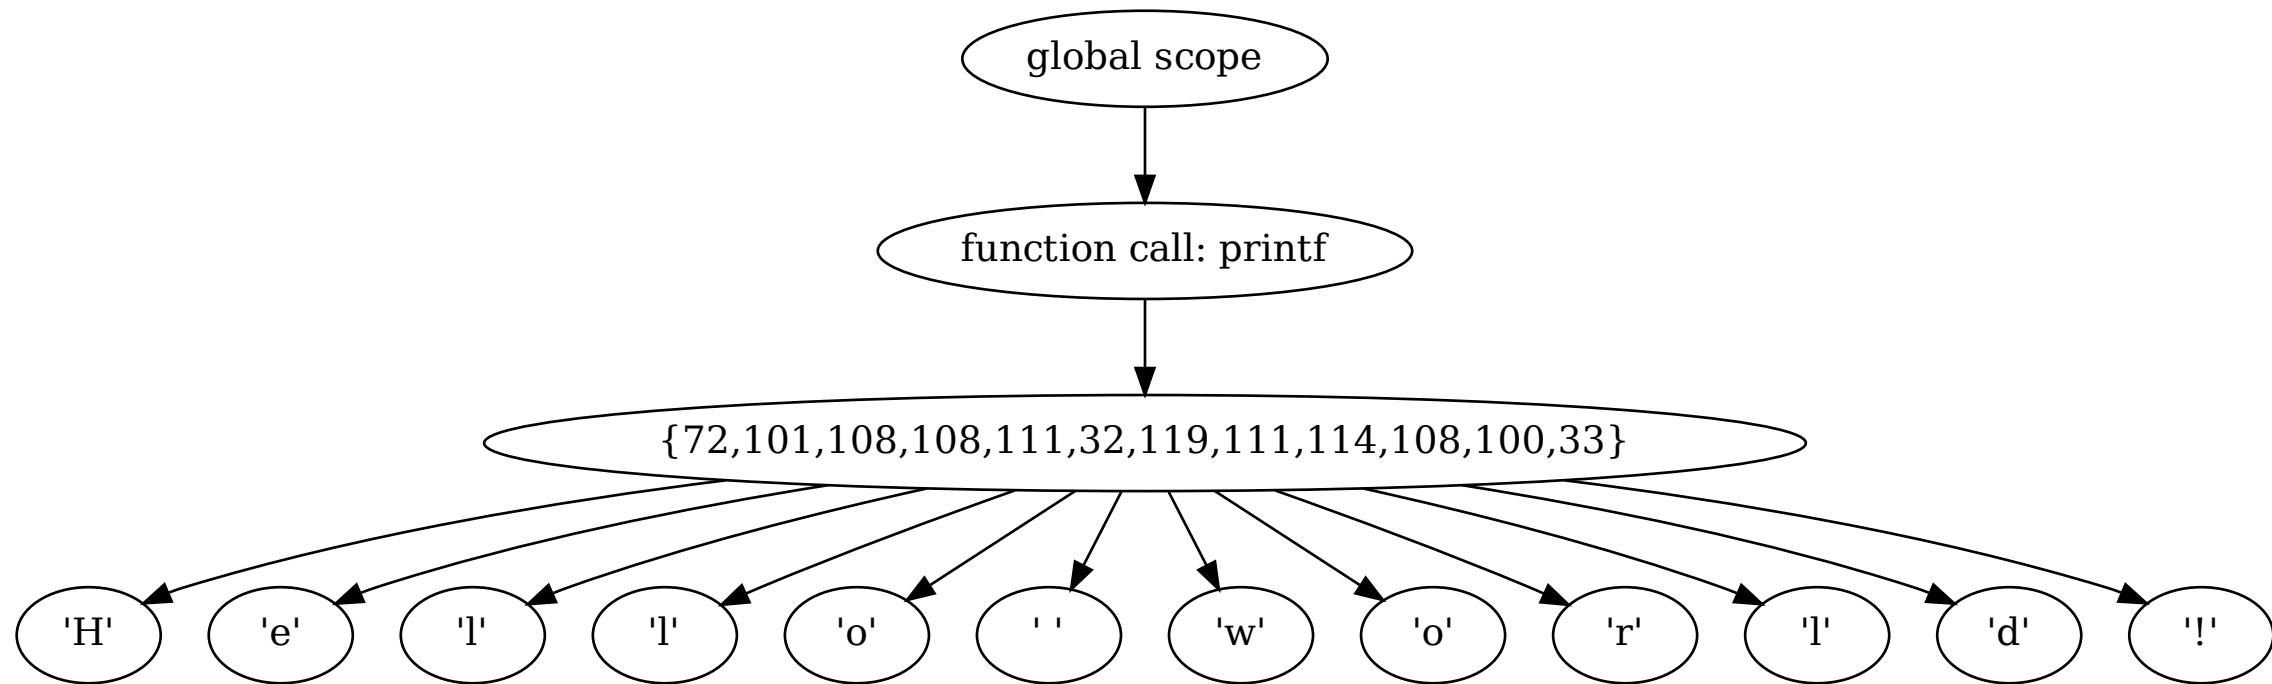 global scope
function call: printf
{72,101,108,108,111,32,119,111,114,108,100,33}
'H'
'e'
'l'
'l'
'o'
' '
'w'
'o'
'r'
'l'
'd'
'!'